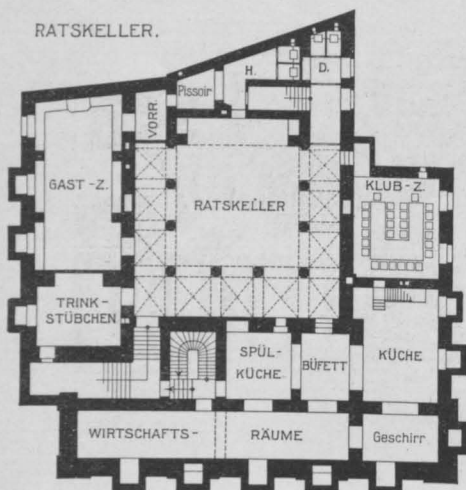 RATSKELLER.
H.
D.
Pissoir
VORR.
GAST-Z.
KLUB-Z.
RATSKELLER
TRINK-
STÜBCHEN
SPÜL-
KÜCHE
BÜFETT
KÜCHE
WIRTSCHAFTS- RÄUME
Geschirr